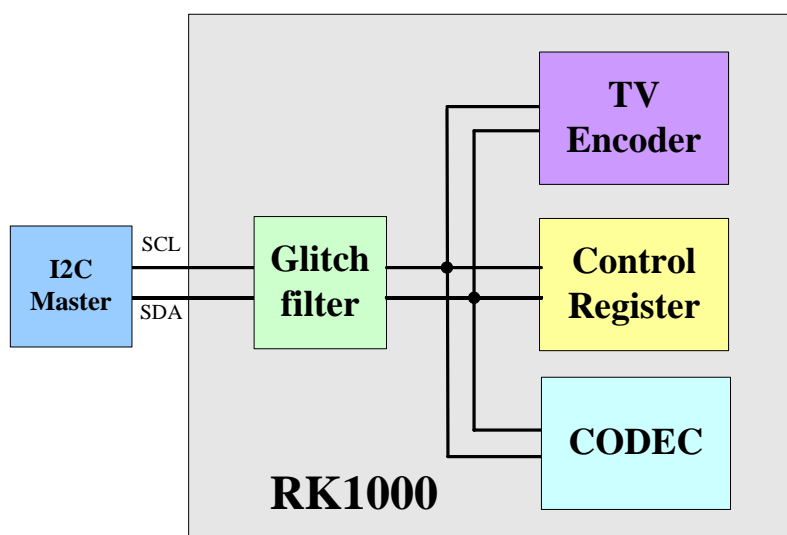 I2C
Master
SCL
SDA
Glitch
filter
TV
Encoder
Control
Register
CODEC
RK1000